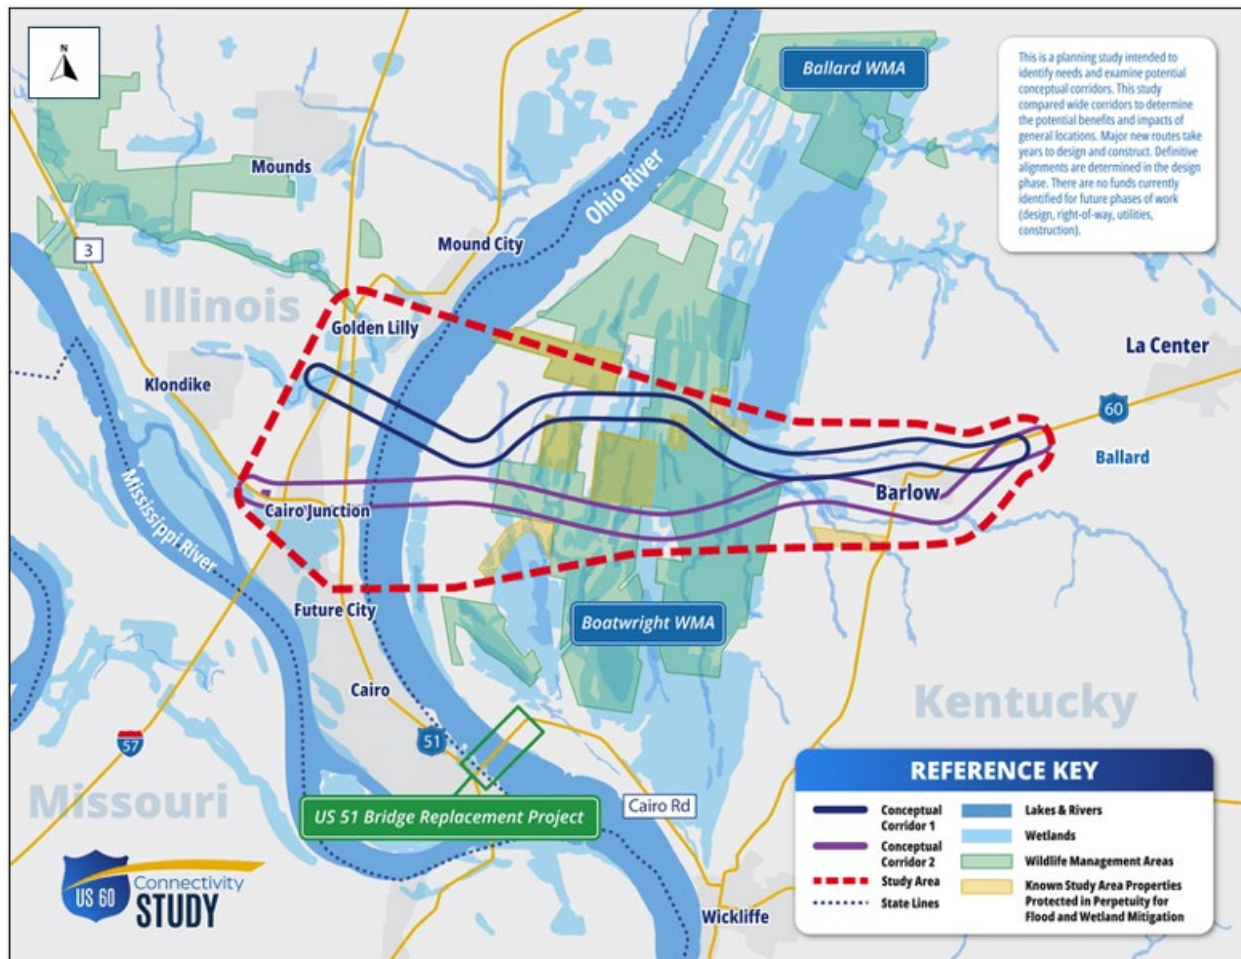 N
Ballard WMA
This is a planning study intended to
identify needs and examine potential
conceptual corridors. This study
compared wide corridors to determine
the potential benefits and impacts of
general locations. Major new routes take
years to design and construct. Definitive
alignments are determined in the design
phase. There are no funds currently
identified for future phases of work
(design, right-of-way, utilities,
construction).
Mounds
Ohio River
3
Mound City
Illinois
Golden Lilly
La Center
Klondike
60
Ballard
Mississippi River
Cairo Junction
Barlow
Future City
Boatwright WMA
Cairo
Kentucky
51
57
Missouri
US 51 Bridge Replacement Project
Cairo Rd
Wickliffe
US 60
Connectivity
STUDY
REFERENCE KEY
Conceptual
Corridor 1
Conceptual
Corridor 2
Study Area
State Lines
Lakes & Rivers
Wetlands
Wildlife Management Areas
Known Study Area Properties
Protected in Perpetuity for
Flood and Wetland Mitigation